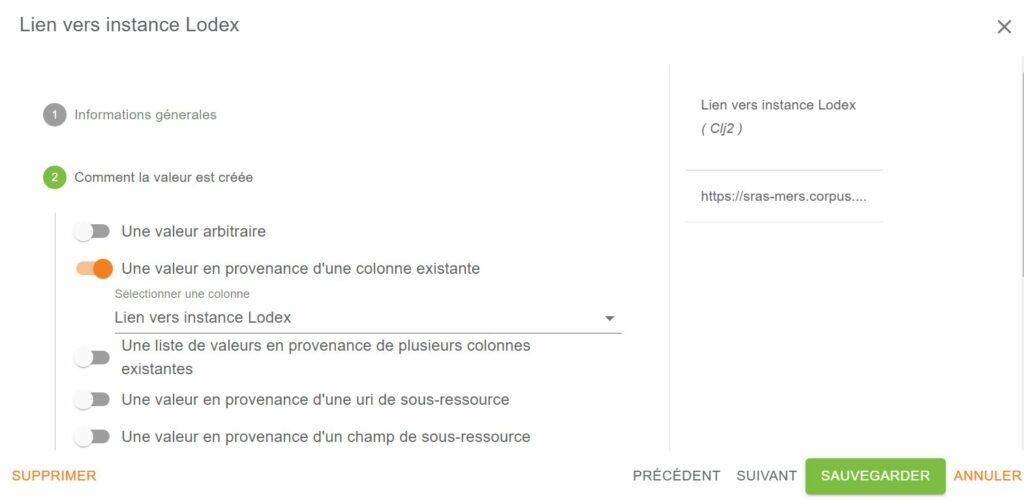 Lien vers instance Lodex
1 Informations génerales
2 Comment la valeur est créée
Une valeur arbitraire
Une valeur en provenance d'une colonne existante
Sélectionner une colonne
Lien vers instance Lodex
Une liste de valeurs en provenance de plusieurs colonnes
existantes
Une valeur en provenance d'une uri de sous-ressource
Une valeur en provenance d'un champ de sous-ressource
Lien vers instance Lodex
( Clj2 )
https://sras-mers.corpus....
SUPPRIMER
PRÉCÉDENT
SUIVANT
SAUVEGARDER
ANNULER